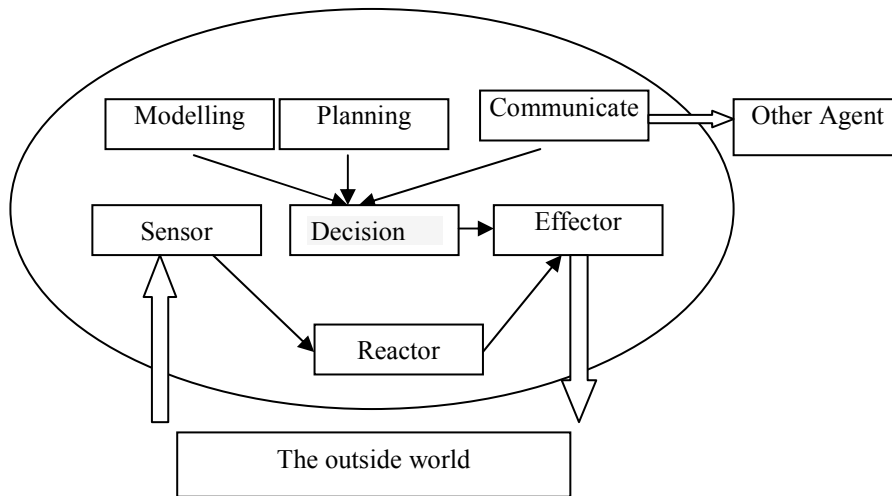 Modelling
Planning
Communicate
Other Agent
Sensor
Decision
Effector
Reactor
The outside world